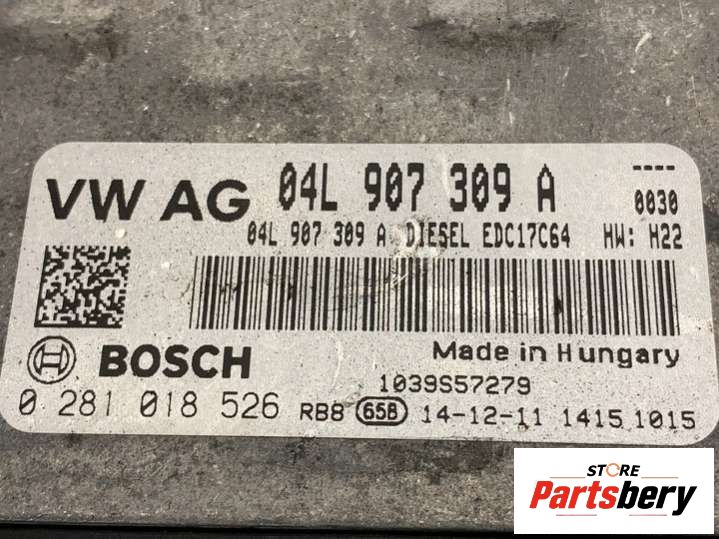 VW AG 04L 907 309 A ----
0030
04L 907 309 A DIESEL EDC17C64 HW: H22
BOSCH Made in Hungary
1039S57279
0 281 018 526 RB8 65B 14-12-11 1415 1015
STORE
Partsbery